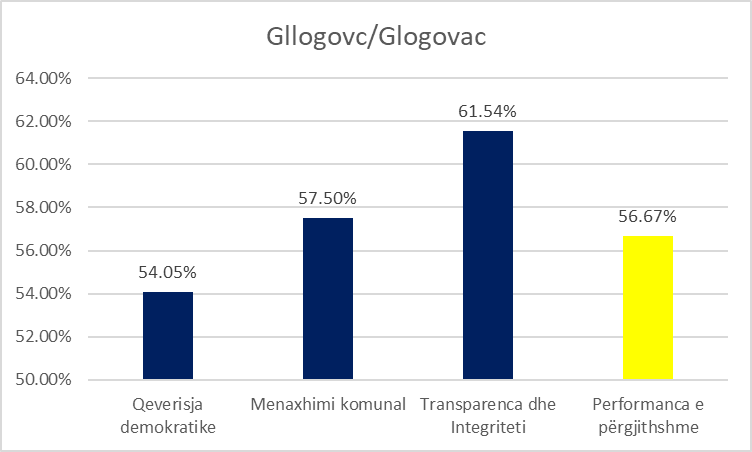 Gllogovc/Glogovac
64.00%
62.00%
60.00%
58.00%
56.00%
54.00%
52.00%
50.00%
54.05%
57.50%
61.54%
56.67%
Qeverisja
demokratike
Menaxhimi komunal
Transparenca dhe
Integriteti
Performanca e
përgjithshme